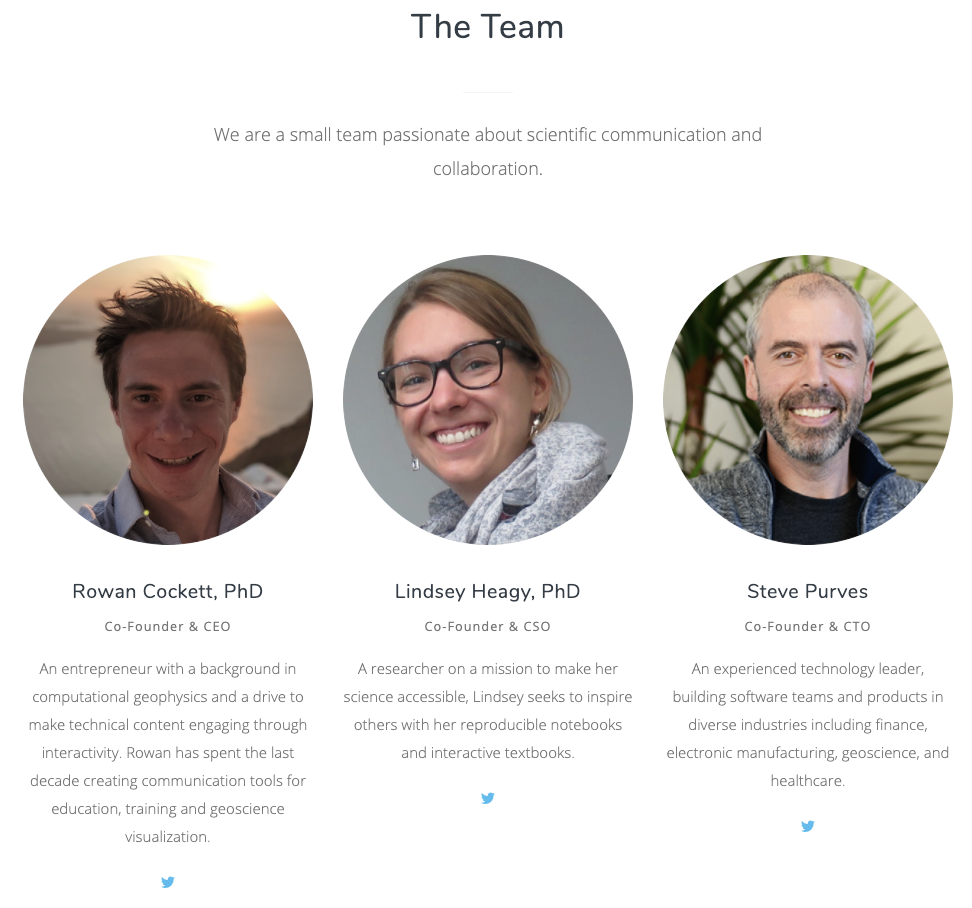 The Team
We are a small team passionate about scientific communication and
collaboration.
Rowan Cockett, PhD
Co-Founder & CEO
An entrepreneur with a background in
computational geophysics and a drive to
make technical content engaging through
interactivity. Rowan has spent the last
decade creating communication tools for
education, training and geoscience
visualization.
Lindsey Heagy, PhD
Co-Founder & CSO
A researcher on a mission to make her
science accessible, Lindsey seeks to inspire
others with her reproducible notebooks
and interactive textbooks.
Steve Purves
Co-Founder & CTO
An experienced technology leader,
building software teams and products in
diverse industries including finance,
electronic manufacturing, geoscience, and
healthcare.